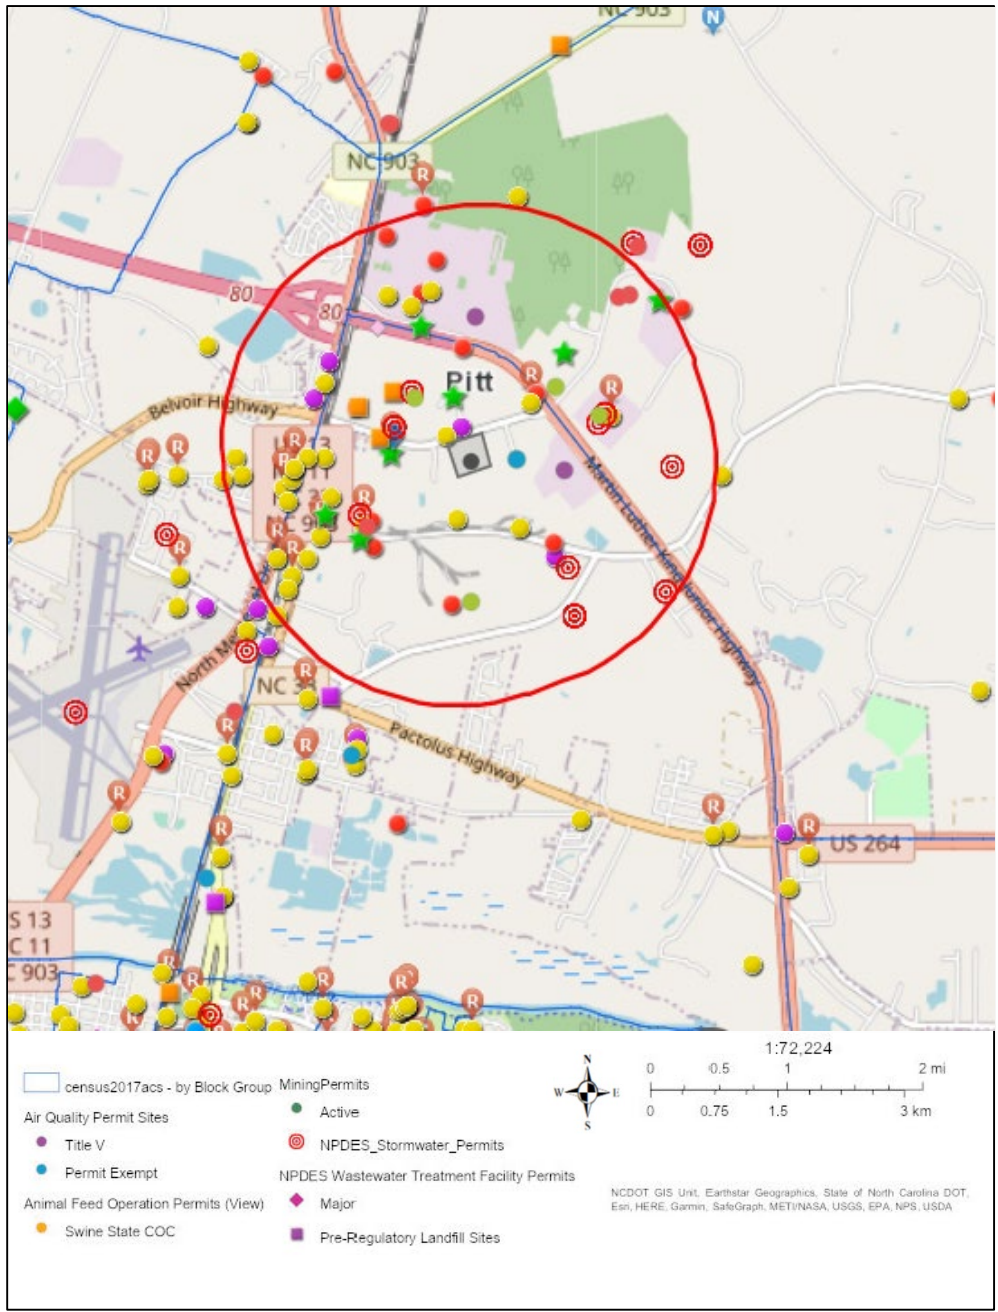 NC 903
N
NC 903
R
80
80
Pitt
R
R
Belvoir Highway
R
R
R
R
13
11
R
NC 903
R
R
R
Martin Luther King Junior Highway
North Me
R
NC 33
R
R
R
Pactolus Highway
R
R
R
R
US 264
S 13
C 11
C 903
R
R
R
R
R
R
R
R
R
R
1:72,224
census2017acs - by Block Group
Air Quality Permit Sites
Title V
Permit Exempt
Animal Feed Operation Permits (View)
Swine State COC
MiningPermits
Active
NPDES_Stormwater_Permits
NPDES Wastewater Treatment Facility Permits
Major
Pre-Regulatory Landfill Sites
N
W E
S
0 0.5 1 2 mi
0 0.75 1.5 3 km
NCDOT GIS Unit, Earthstar Geographics, State of North Carolina DOT,
Esri, HERE, Garmin, SafeGraph, METI/NASA, USGS, EPA, NPS, USDA